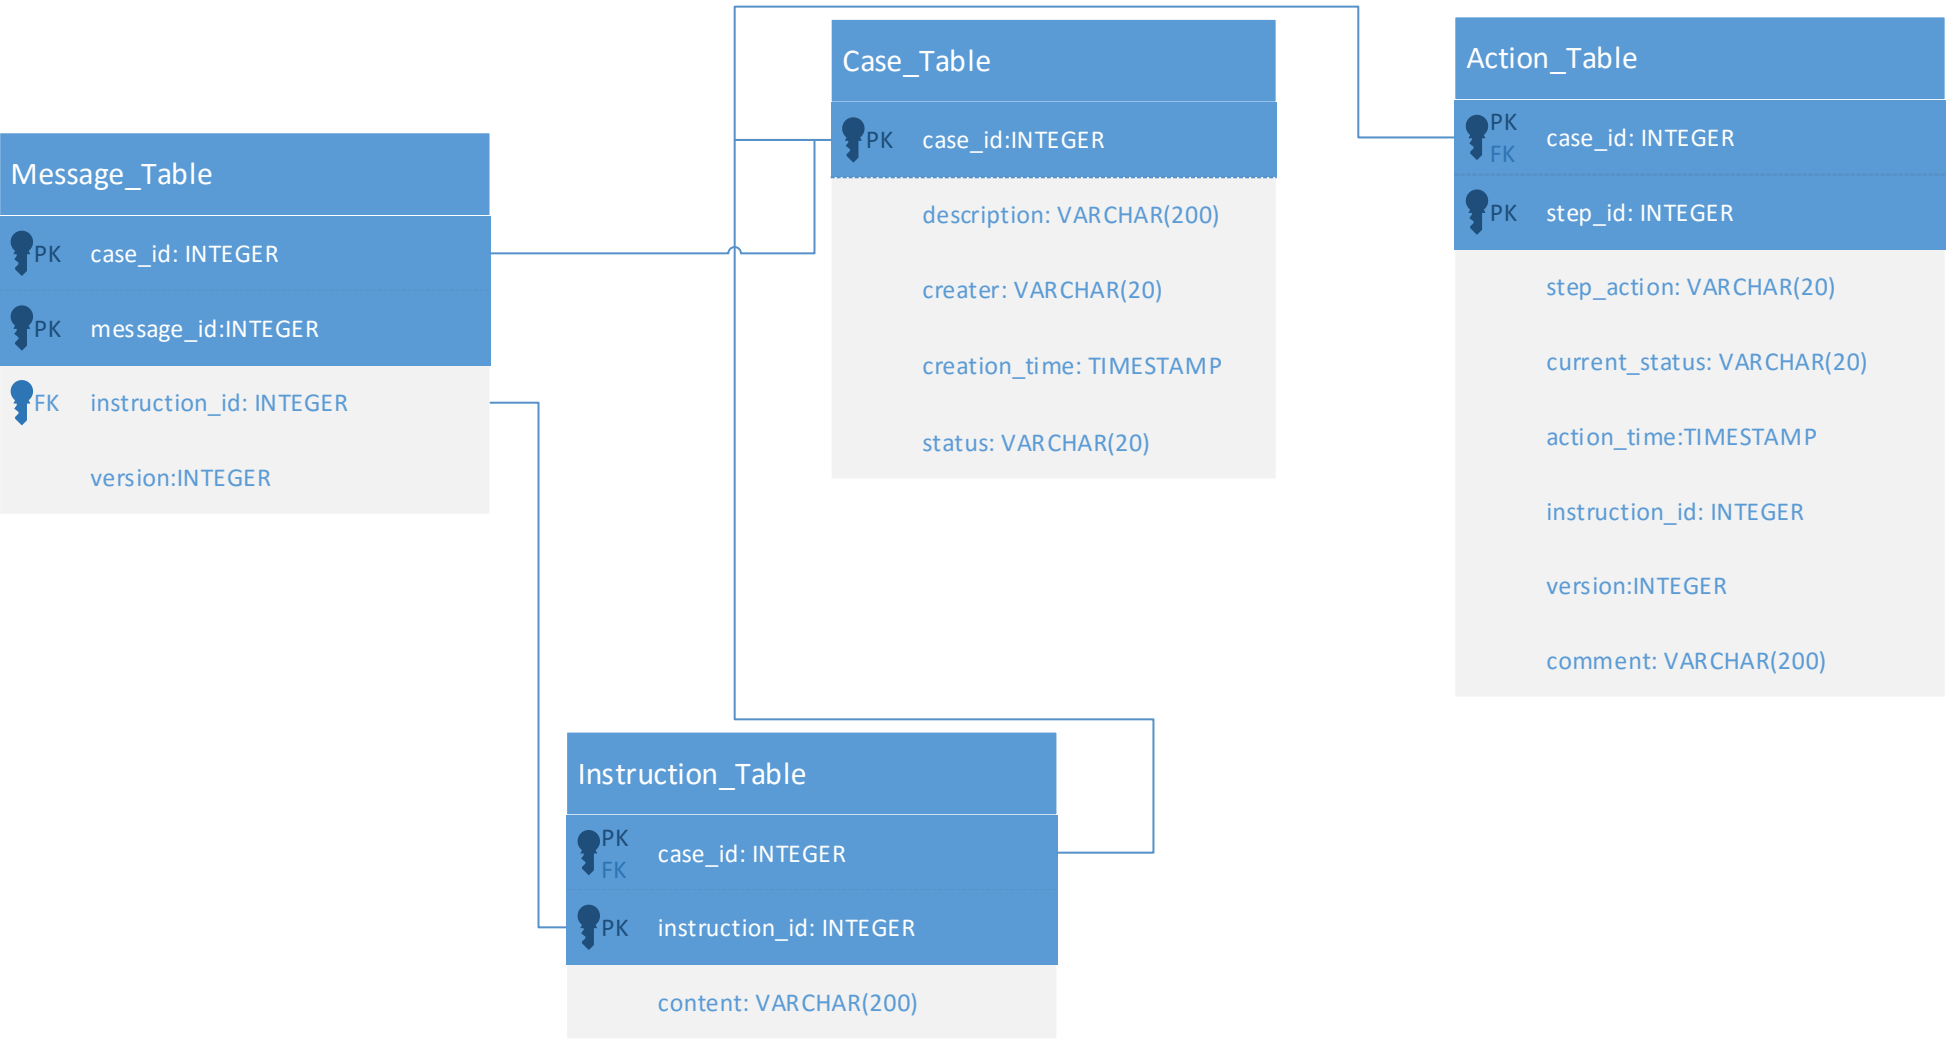 Message_Table
PK case_id: INTEGER
PK message_id:INTEGER
FK instruction_id: INTEGER
version:INTEGER
Case_Table
PK case_id:INTEGER
description: VARCHAR(200)
creater: VARCHAR(20)
creation_time: TIMESTAMP
status: VARCHAR(20)
Action_Table
PK
FK
case_id: INTEGER
PK step_id: INTEGER
step_action: VARCHAR(20)
current_status: VARCHAR(20)
action_time:TIMESTAMP
instruction_id: INTEGER
version:INTEGER
comment: VARCHAR(200)
Instruction_Table
PK
FK
case_id: INTEGER
PK instruction_id: INTEGER
content: VARCHAR(200)